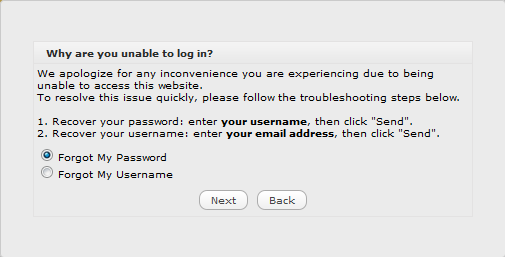 Why are you unable to log in?
We apologize for any inconvenience you are experiencing due to being
unable to access this website.
To resolve this issue quickly, please follow the troubleshooting steps below.
1. Recover your password: enter your username, then click "Send".
2. Recover your username: enter your email address, then click "Send".
Forgot My Password
Forgot My Username
Next Back